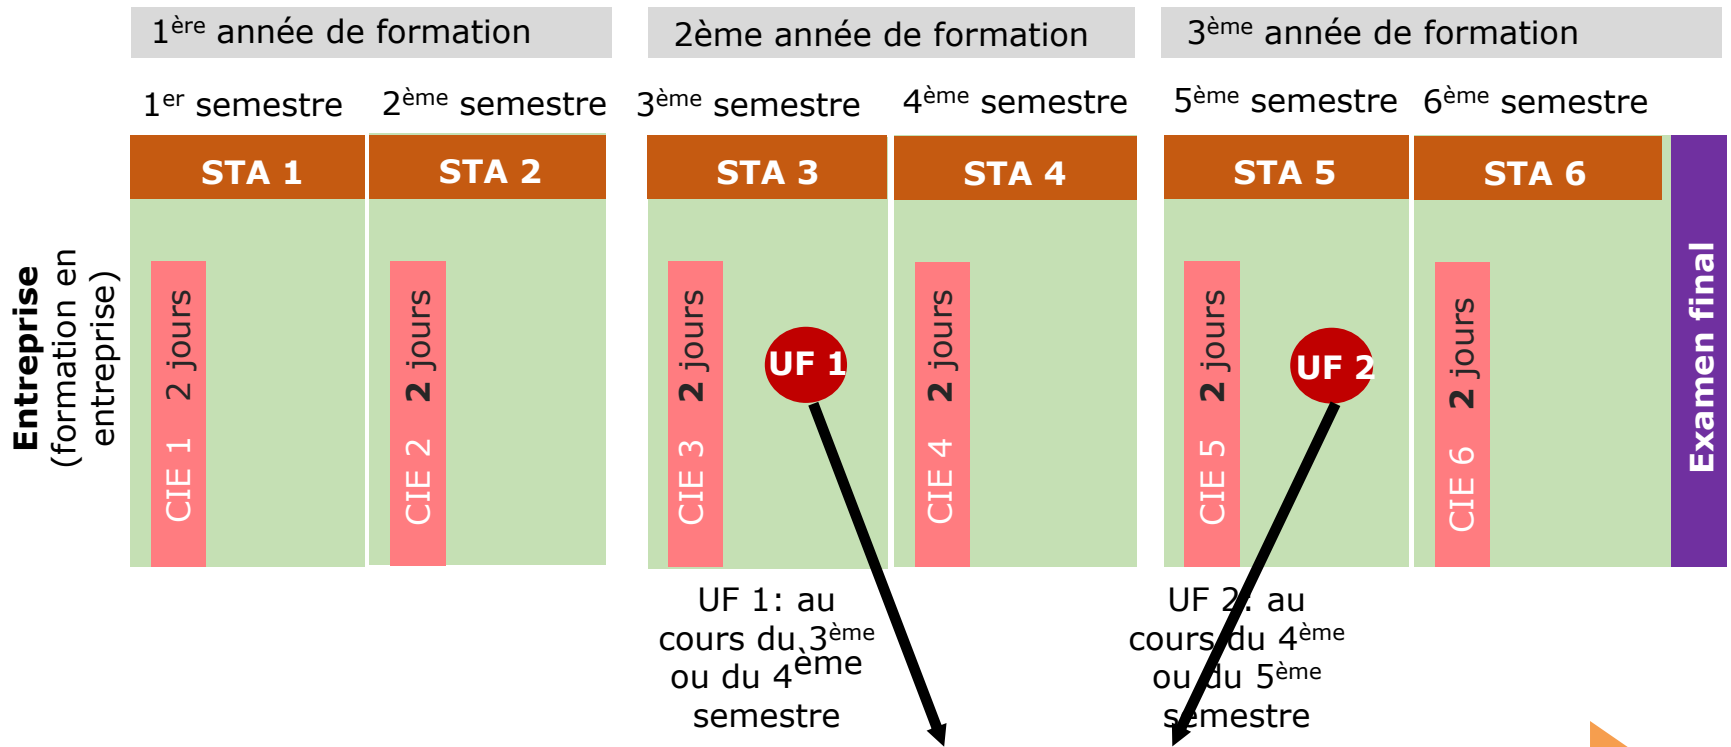 1ère année de formation
2ème année de formation
3ème année de formation
1er semestre
2ème semestre
3ème semestre
4ème semestre
5ème semestre
6ème semestre
STA 1
STA 2
STA 3
STA 4
STA 5
STA 6
Entreprise
(formation en
entreprise)
CIE 1 2 jours
CIE 2 2 jours
CIE 3 2 jours
UF 1
CIE 4 2 jours
CIE 5 2 jours
UF 2
CIE 6 2 jours
Examen final
UF 1: au
cours du 3ème
ou du 4ème
semestre
UF 2: au
cours du 4ème
ou du 5ème
semestre